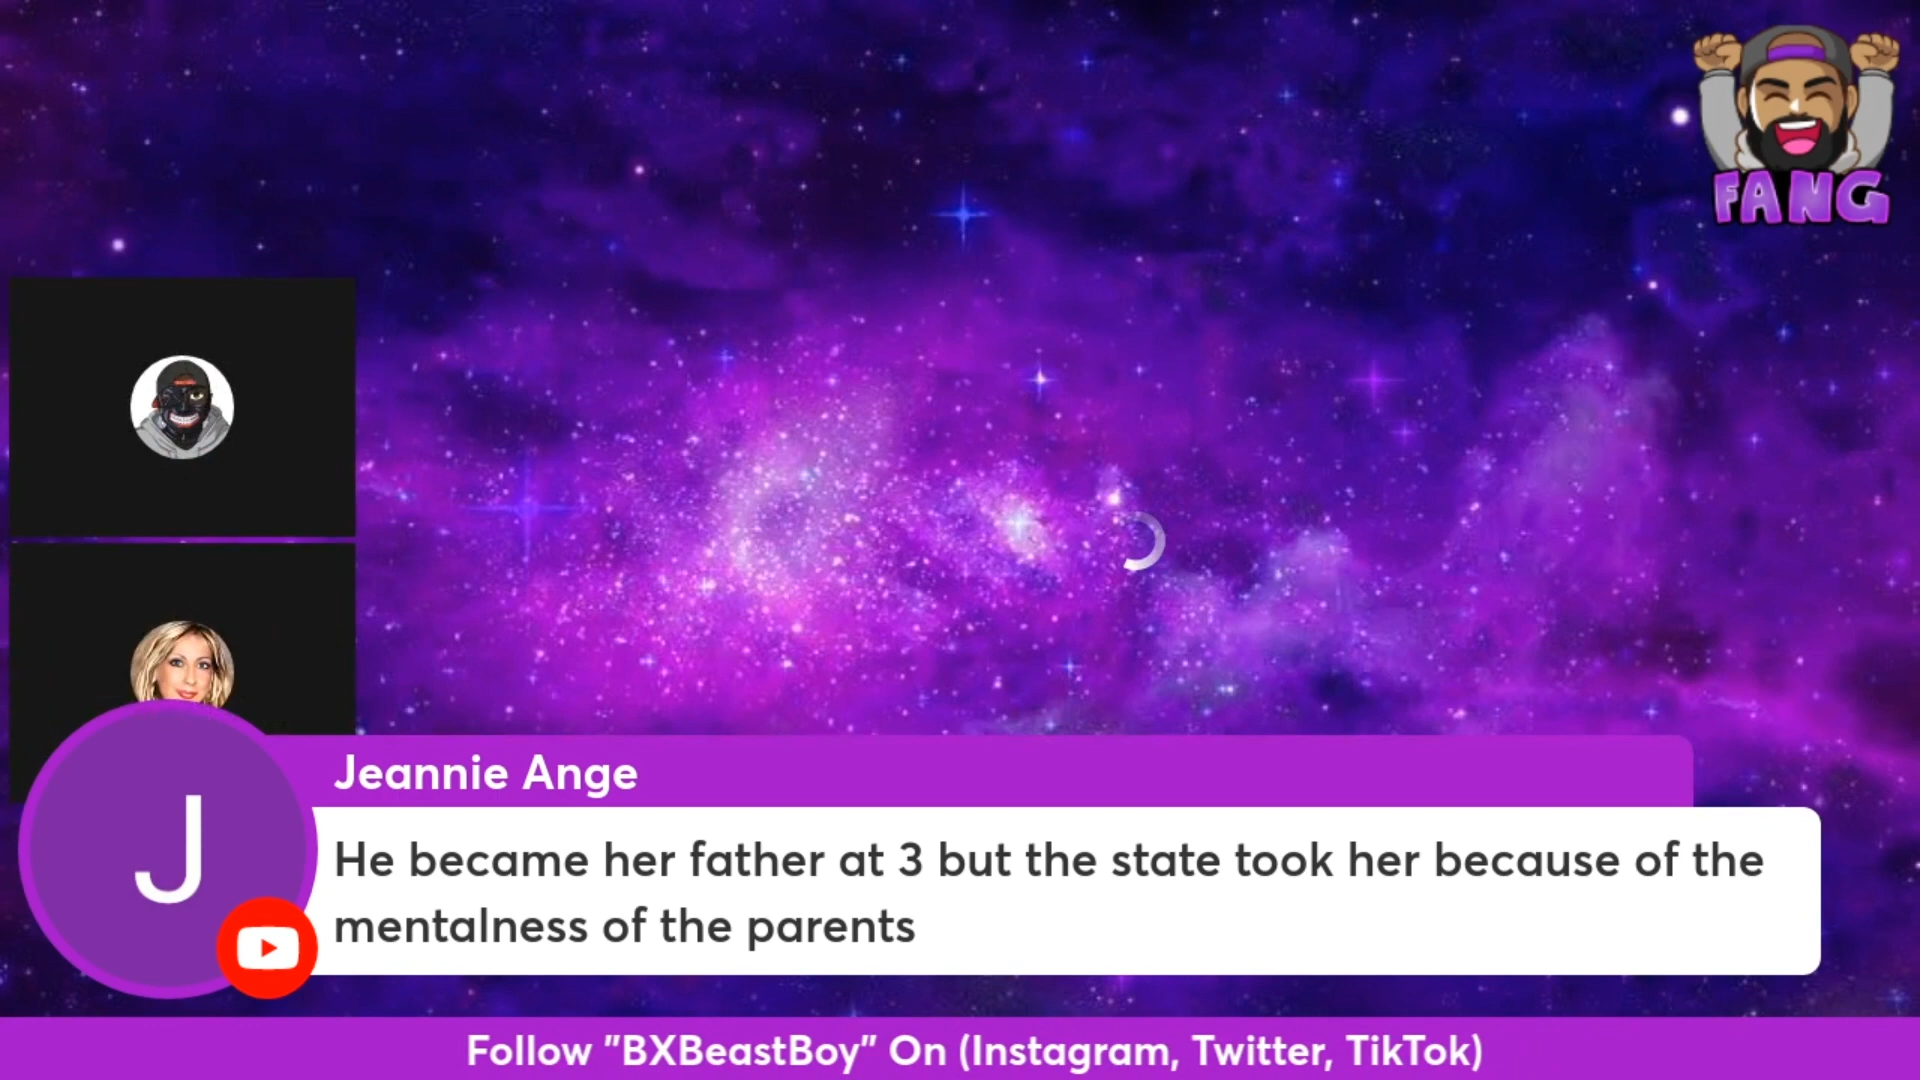 FANG
Jeannie Ange
J
He became her father at 3 but the state took her because of the
mentalness of the parents
Follow "BXBeastBoy" On (Instagram, Twitter, TikTok)